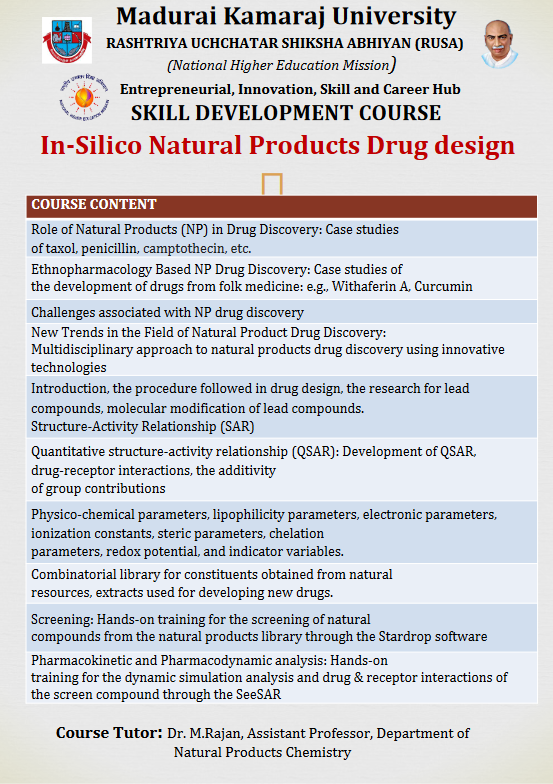 Madurai Kamaraj University
RASHTRIYA UCHCHATAR SHIKSHA ABHIYAN (RUSA)
(National Higher Education Mission)
Entrepreneurial, Innovation, Skill and Career Hub
SKILL DEVELOPMENT COURSE
In-Silico Natural Products Drug design
COURSE CONTENT
Role of Natural Products (NP) in Drug Discovery: Case studies
of taxol, penicillin, camptothecin, etc.
Ethnopharmacology Based NP Drug Discovery: Case studies of
the development of drugs from folk medicine: e.g., Withaferin A, Curcumin
Challenges associated with NP drug discovery
New Trends in the Field of Natural Product Drug Discovery:
Multidisciplinary approach to natural products drug discovery using innovative
technologies
Introduction, the procedure followed in drug design, the research for lead
compounds, molecular modification of lead compounds.
Structure-Activity Relationship (SAR)
Quantitative structure-activity relationship (QSAR): Development of QSAR,
drug-receptor interactions, the additivity
of group contributions
Physico-chemical parameters, lipophilicity parameters, electronic parameters,
ionization constants, steric parameters, chelation
parameters, redox potential, and indicator variables.
Combinatorial library for constituents obtained from natural
resources, extracts used for developing new drugs.
Screening: Hands-on training for the screening of natural
compounds from the natural products library through the Stardrop software
Pharmacokinetic and Pharmacodynamic analysis: Hands-on
training for the dynamic simulation analysis and drug & receptor interactions of
the screen compound through the SeeSAR
Course Tutor: Dr. M.Rajan, Assistant Professor, Department of
Natural Products Chemistry